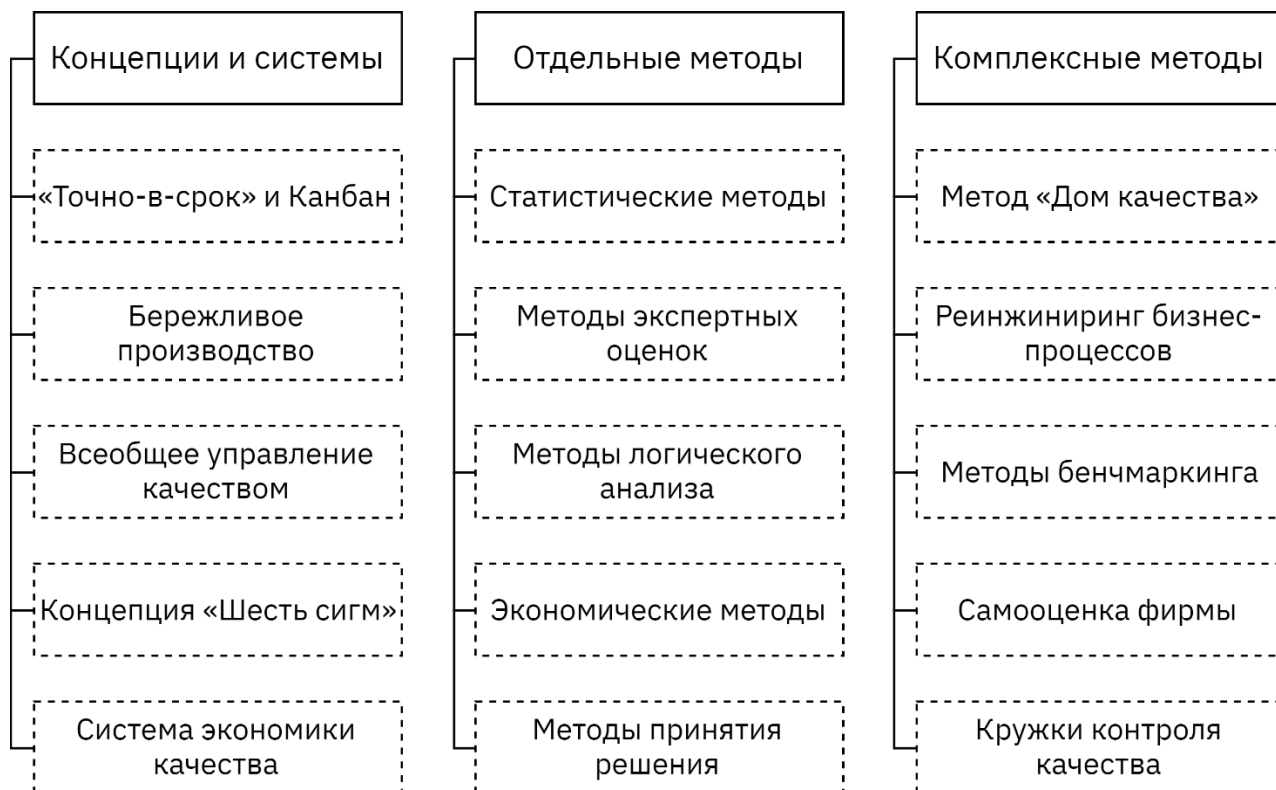 Концепции и системы
«Точно-в-срок» и Канбан
Бережливое
производство
Всеобщее управление
качеством
Концепция «Шесть сигм»
Система экономики
качества
Отдельные методы
Статистические методы
Методы экспертных
оценок
Методы логического
анализа
Экономические методы
Методы принятия
решения
Комплексные методы
Метод «Дом качества»
Реинжиниринг бизнес-
процессов
Методы бенчмаркинга
Самооценка фирмы
Кружки контроля
качества